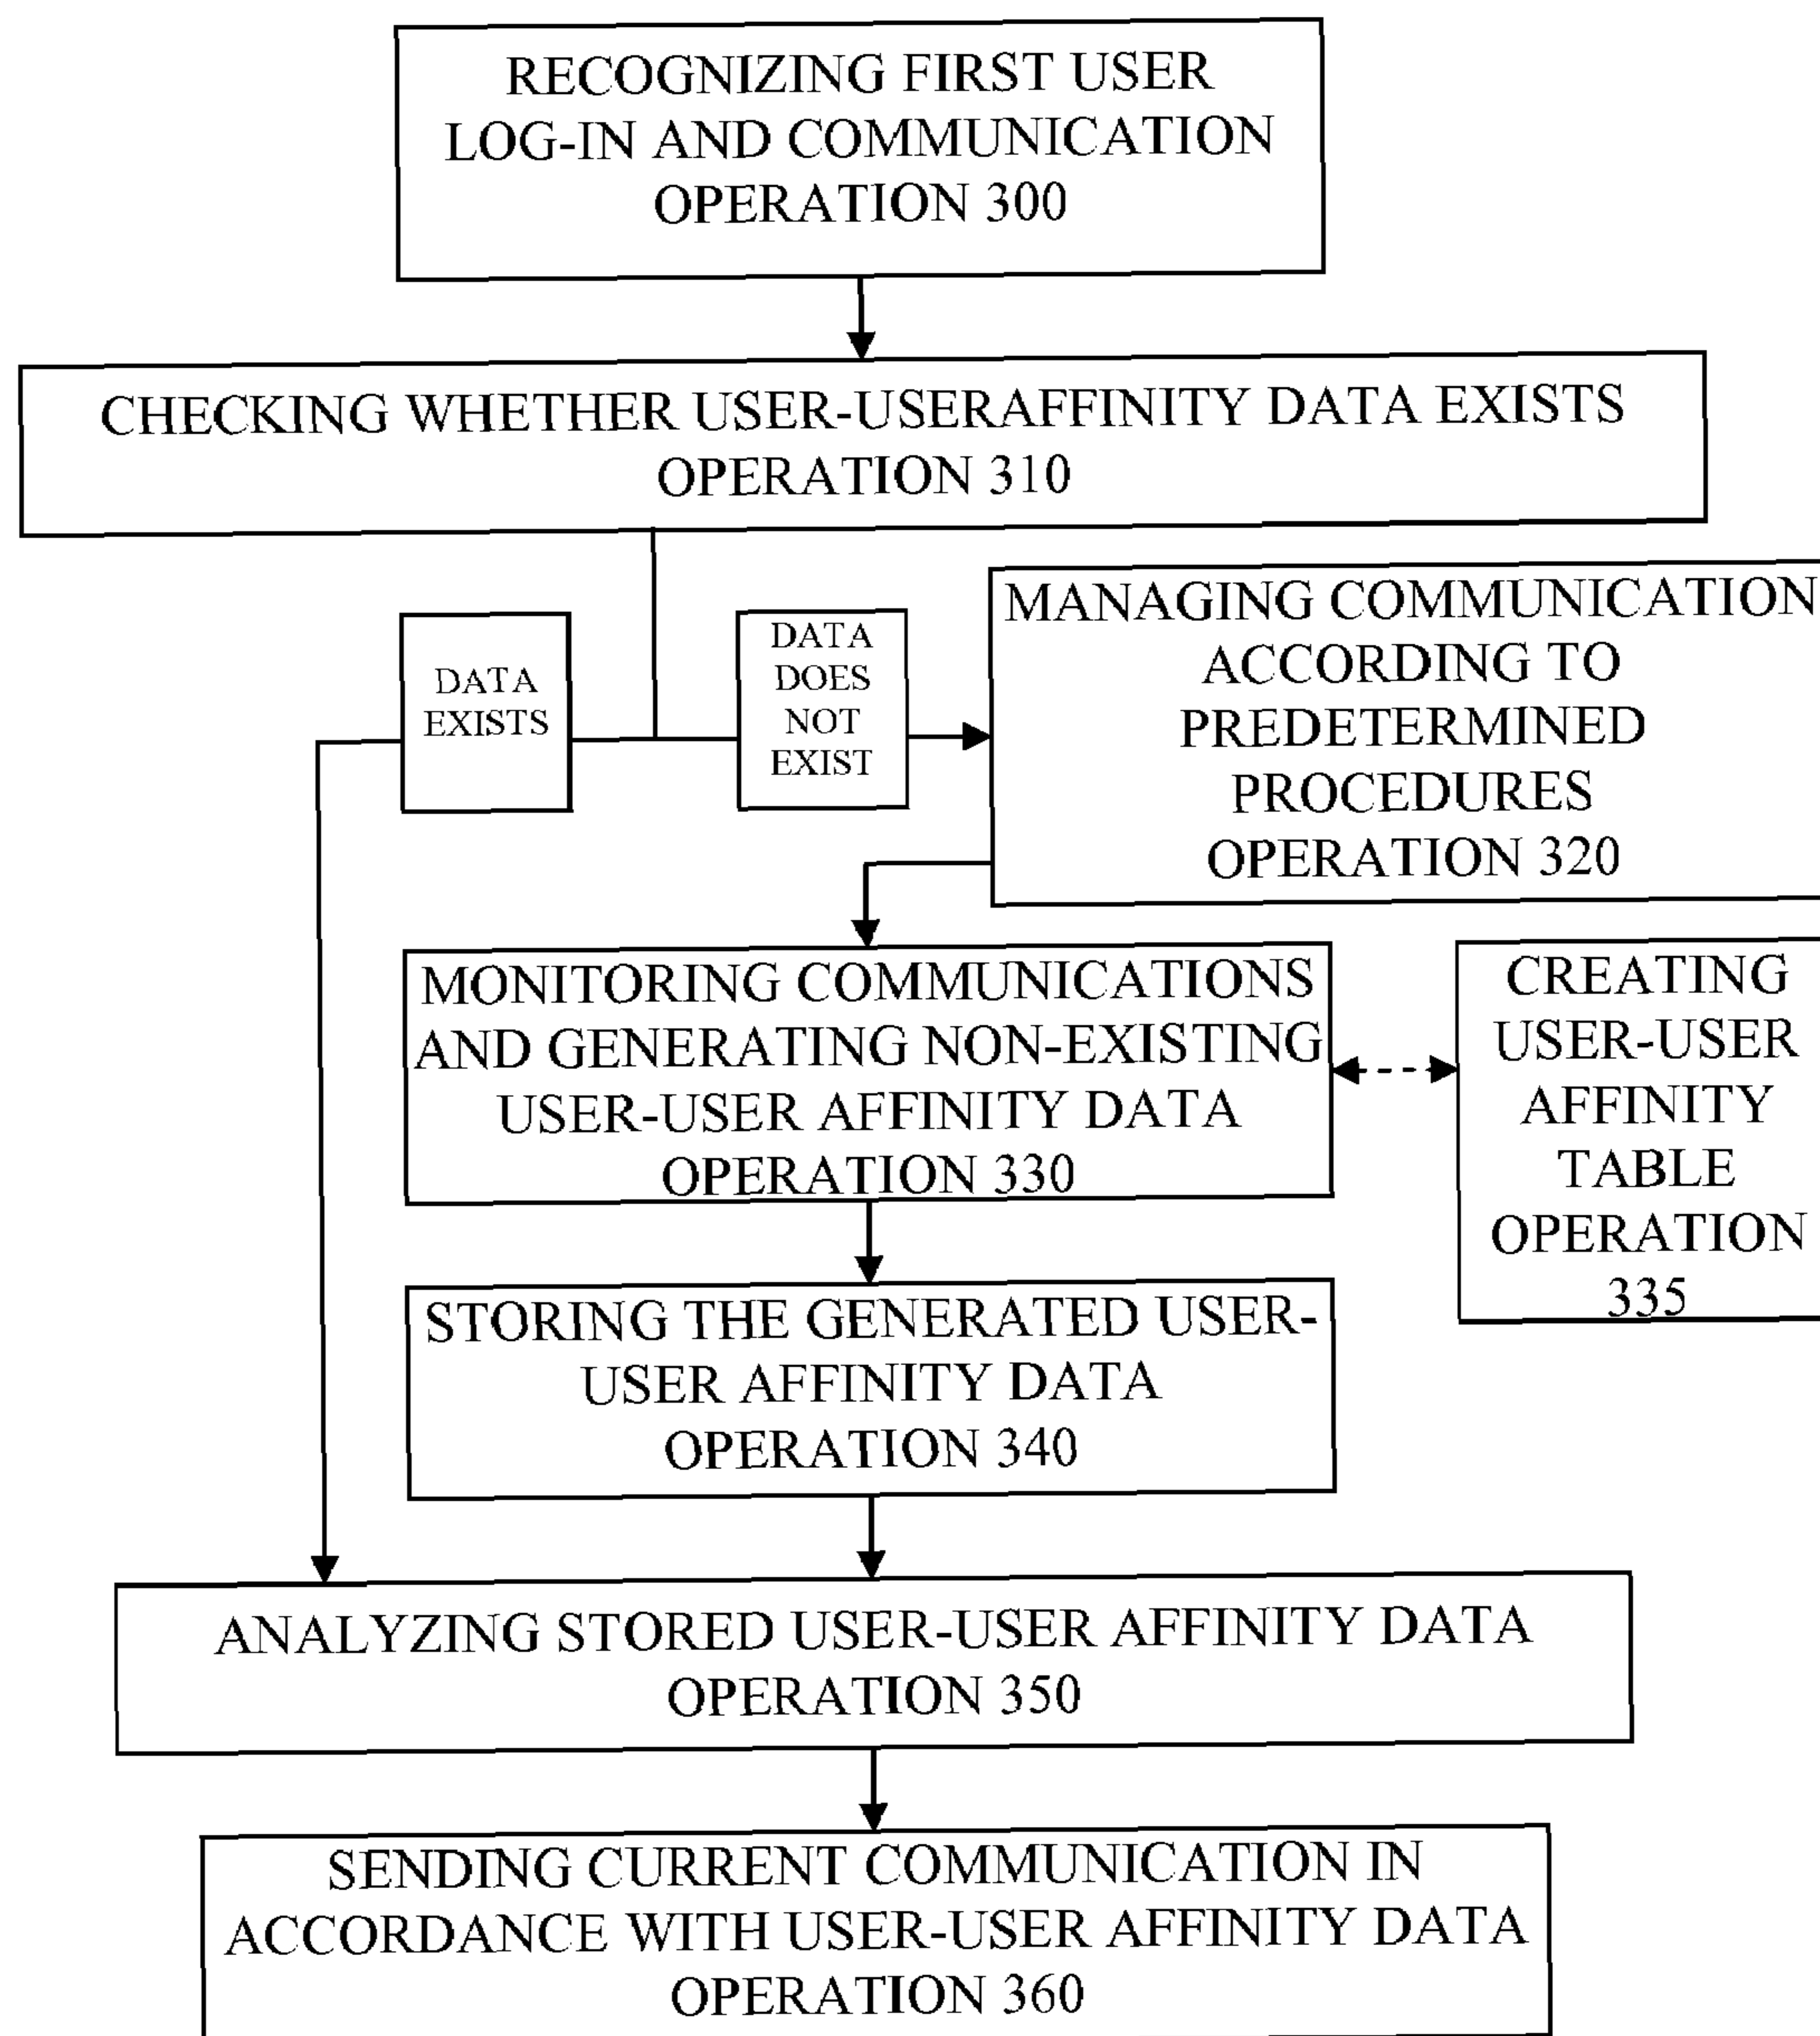 RECOGNIZING FIRST USER
LOG-IN AND COMMUNICATION
OPERATION 300
CHECKING WHETHER USER-USERAFFINITY DATA EXISTS
OPERATION 310
DATA
EXISTS
DATA
DOES
NOT
EXIST
MANAGING COMMUNICATION
ACCORDING TO
PREDETERMINED
PROCEDURES
OPERATION 320
MONITORING COMMUNICATIONS
AND GENERATING NON-EXISTING
USER-USER AFFINITY DATA
OPERATION 330
CREATING
USER-USER
AFFINITY
TABLE
OPERATION
335
STORING THE GENERATED USER-
USER AFFINITY DATA
OPERATION 340
ANALYZING STORED USER-USER AFFINITY DATA
OPERATION 350
SENDING CURRENT COMMUNICATION IN
ACCORDANCE WITH USER-USER AFFINITY DATA
OPERATION 360